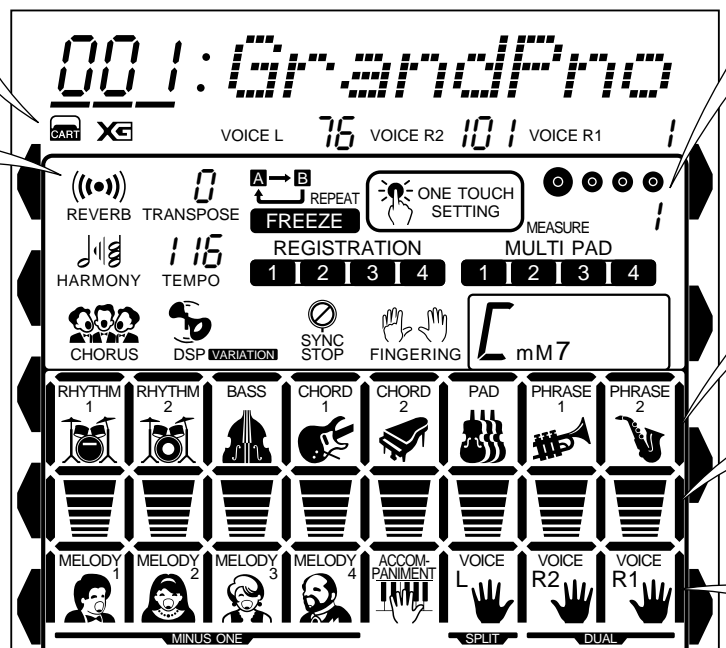 001:GrandPno
CART XG VOICE L 76 VOICE R2 101 VOICE R1 1
REVERB
0
TRANSPOSE
A B
REPEAT
FREEZE
ONE TOUCH
SETTING
MEASURE 1
HARMONY
116
TEMPO
REGISTRATION
1 2 3 4
MULTI PAD
1 2 3 4
CHORUS
DSP VARIATION
SYNC
STOP
FINGERING
C mM7
RHYTHM
1
RHYTHM
2
BASS
CHORD
1
CHORD
2
PAD
PHRASE
1
PHRASE
2
MELODY
1
MELODY
2
MELODY
3
MELODY
4
ACCOM-
PANIMENT
VOICE
L
VOICE
R2
VOICE
R1
MINUS ONE SPLIT DUAL